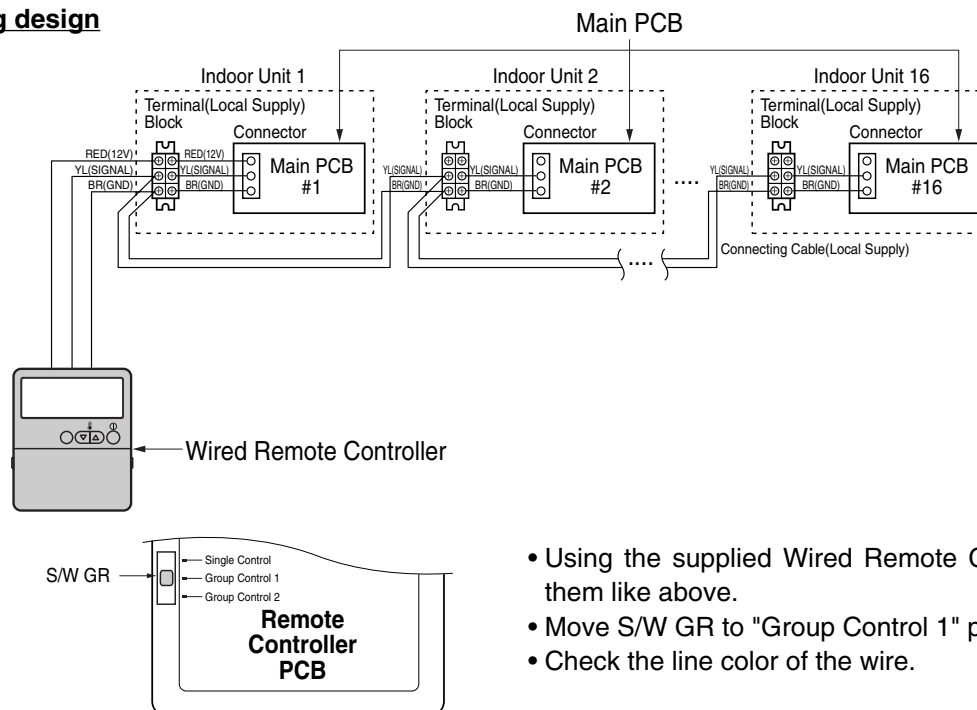 design
Main PCB
Indoor Unit 1
Terminal(Local Supply)
Block
Connector
RED(12V)
YL(SIGNAL)
BR(GND)
RED(12V)
YL(SIGNAL)
BR(GND)
Main PCB
#1
Indoor Unit 2
Terminal(Local Supply)
Block
Connector
YL(SIGNAL)
BR(GND)
YL(SIGNAL)
BR(GND)
Main PCB
#2
....
Indoor Unit 16
Terminal(Local Supply)
Block
Connector
YL(SIGNAL)
BR(GND)
YL(SIGNAL)
BR(GND)
Main PCB
#16
....
Connecting Cable(Local Supply)
Wired Remote Controller
S/W GR
Single Control
Group Control 1
Group Control 2
Remote
Controller
PCB
• Using the supplied Wired Remote
them like above.
• Move S/W GR to "Group Control 1"
• Check the line color of the wire.